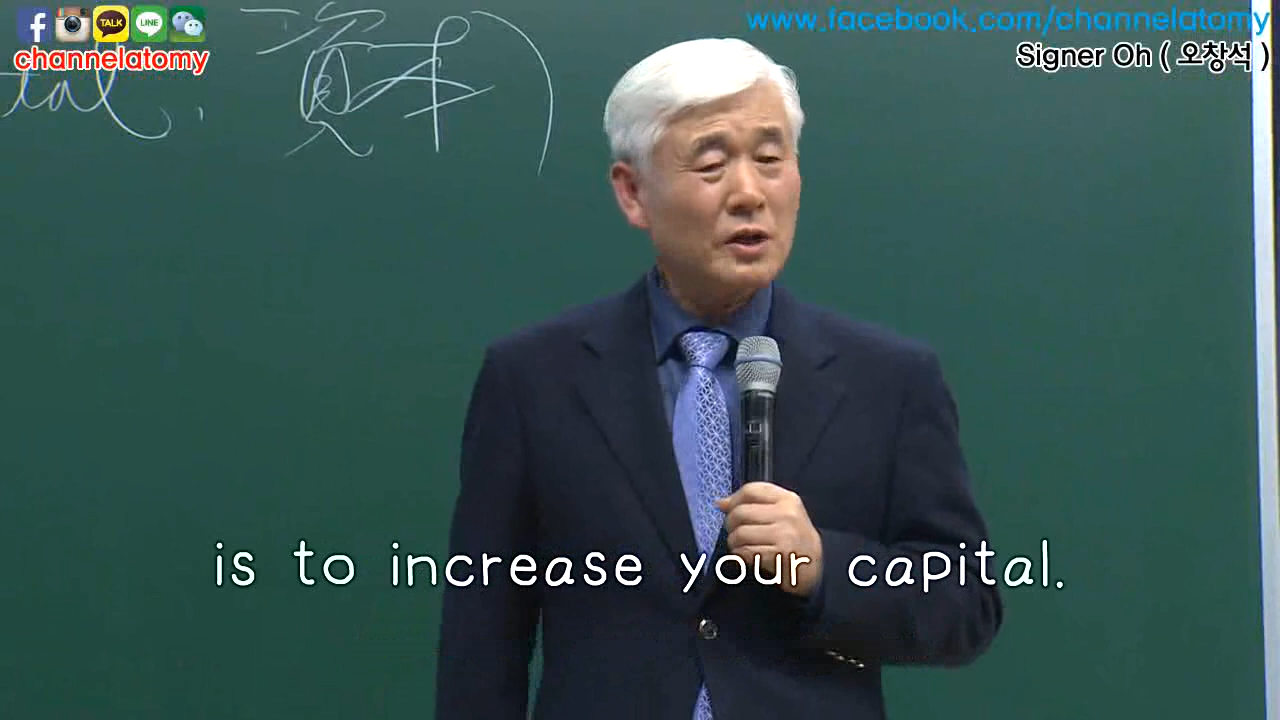 TALK
LINE
www.facebook.com/channelatomy
channelatomy
Signer Oh ( 오창석 )
tal. 資本)
is to increase your capital.